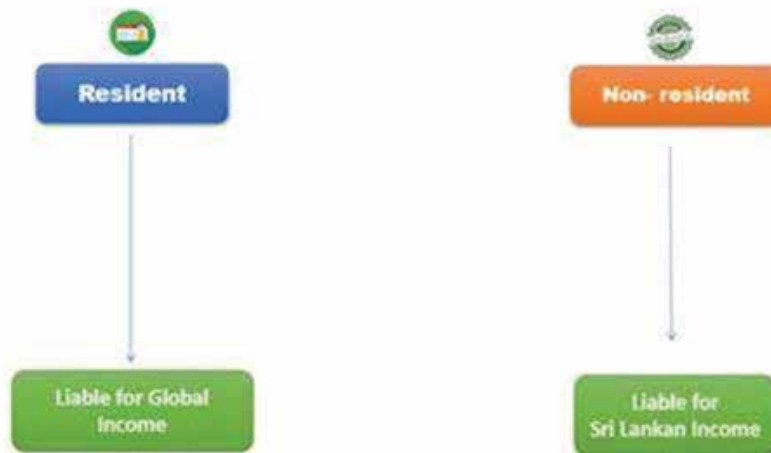 Resident
Non- resident
Liable for Global
Income
Liable for
Sri Lankan Income